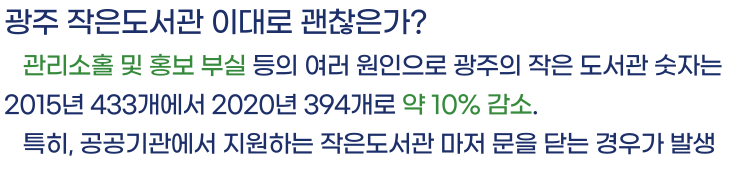 광주 작은도서관 이대로 괜찮은가?
관리소홀 및 홍보 부실 등의 여러 원인으로 광주의 작은 도서관 숫자는
2015년 433개에서 2020년 394개로 약 10% 감소.
특히, 공공기관에서 지원하는 작은도서관 마저 문을 닫는 경우가 발생